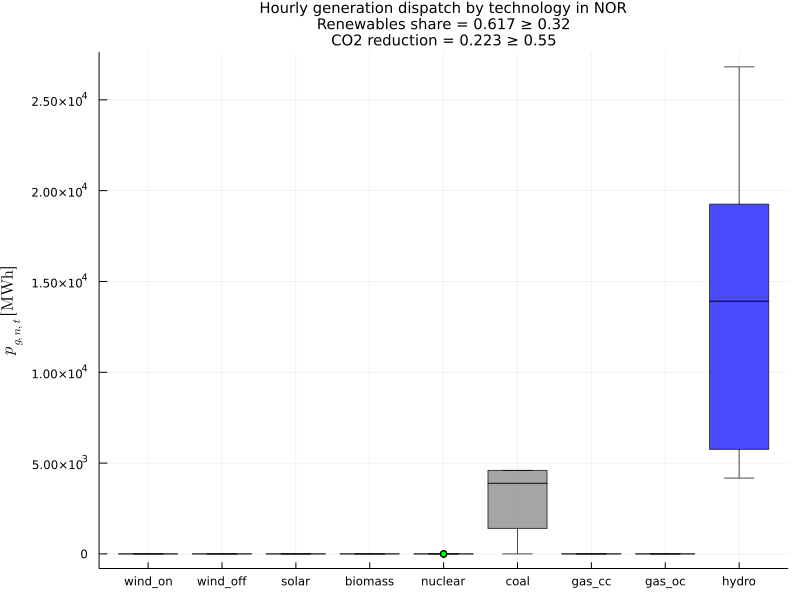 Hourly generation dispatch by technology in NOR
Renewables share = 0.617 ≥ 0.32
CO2 reduction = 0.223 ≥ 0.55
p_{g,n,t} [MWh]
2.50×10⁴
2.00×10⁴
1.50×10⁴
1.00×10⁴
5.00×10³
0
wind_on wind_off solar biomass nuclear coal gas_cc gas_oc hydro